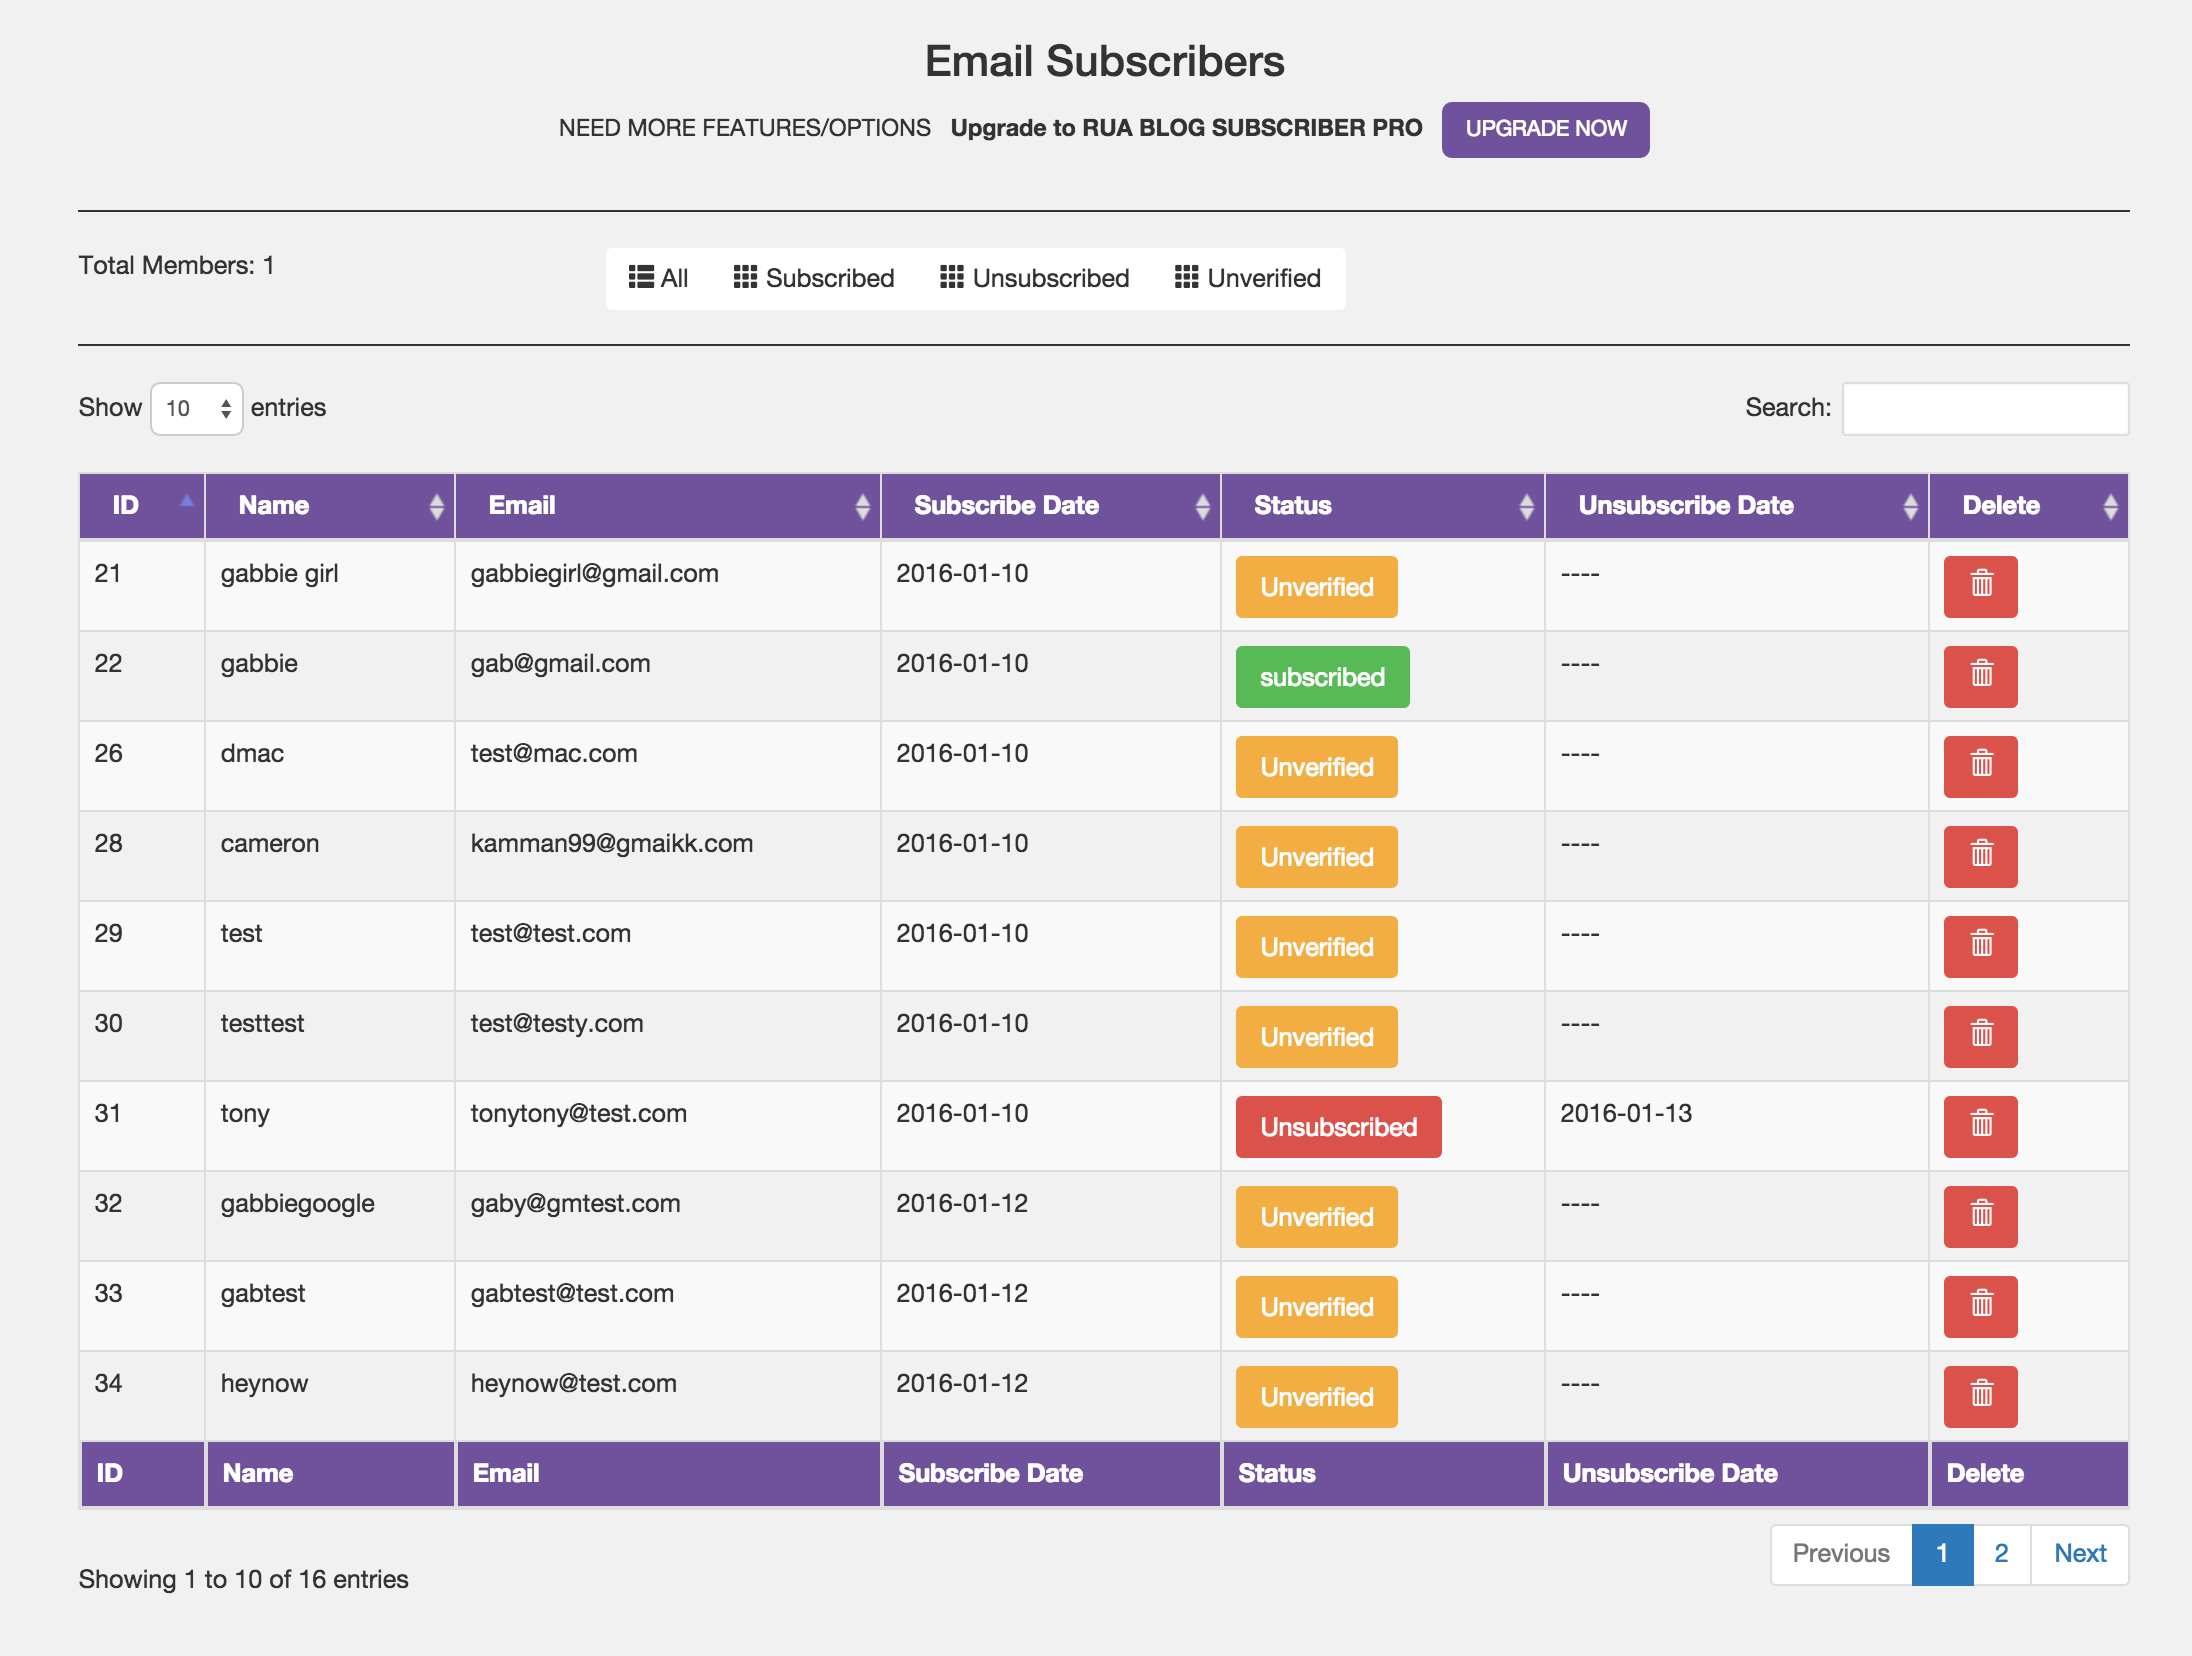 Email Subscribers
NEED MORE FEATURES/OPTIONS Upgrade to RUA BLOG SUBSCRIBER PRO UPGRADE NOW
Total Members: 1 All Subscribed Unsubscribed Unverified
Show 10 entries Search:
ID Name Email Subscribe Date Status Unsubscribe Date Delete
21 gabbie girl gabbiegirl@gmail.com 2016-01-10 Unverified ----
22 gabbie gab@gmail.com 2016-01-10 subscribed ----
26 dmac test@mac.com 2016-01-10 Unverified ----
28 cameron kamman99@gmaikk.com 2016-01-10 Unverified ----
29 test test@test.com 2016-01-10 Unverified ----
30 testtest test@testy.com 2016-01-10 Unverified ----
31 tony tonytony@test.com 2016-01-10 Unsubscribed 2016-01-13
32 gabbiegoogle gaby@gmtest.com 2016-01-12 Unverified ----
33 gabtest gabtest@test.com 2016-01-12 Unverified ----
34 heynow heynow@test.com 2016-01-12 Unverified ----
ID Name Email Subscribe Date Status Unsubscribe Date Delete
Previous 1 2 Next
Showing 1 to 10 of 16 entries